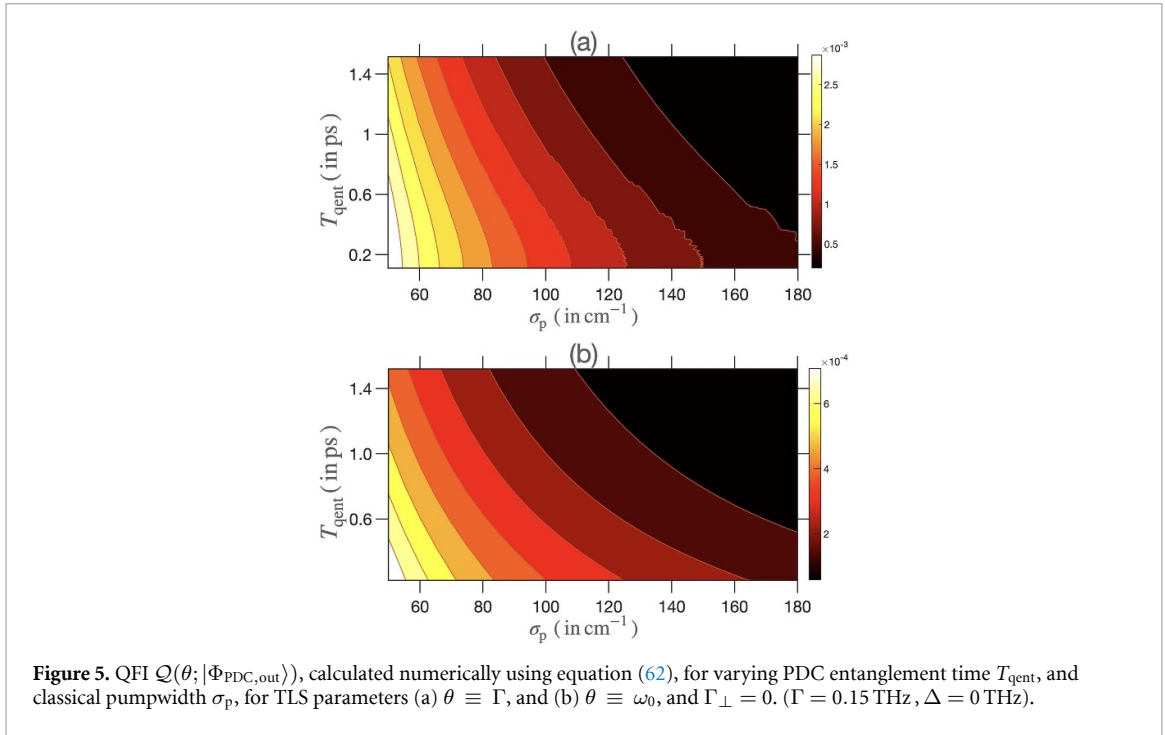 (a)
×10⁻³
2.5
2
1.5
1
0.5
1.4
1
0.6
0.2
T_qent ( in ps )
60 80 100 120 140 160 180
σ_p ( in cm⁻¹ )
(b)
×10⁻⁴
6
4
2
1.4
1.0
0.6
T_qent ( in ps )
60 80 100 120 140 160 180
σ_p ( in cm⁻¹ )
Figure 5. QFI 𝒬(θ; |Φ_PDC,out⟩), calculated numerically using equation (62), for varying PDC entanglement time T_qent, and
classical pumpwidth σ_p, for TLS parameters (a) θ ≡ Γ, and (b) θ ≡ ω₀, and Γ_⊥ = 0. (Γ = 0.15 THz , Δ = 0 THz).